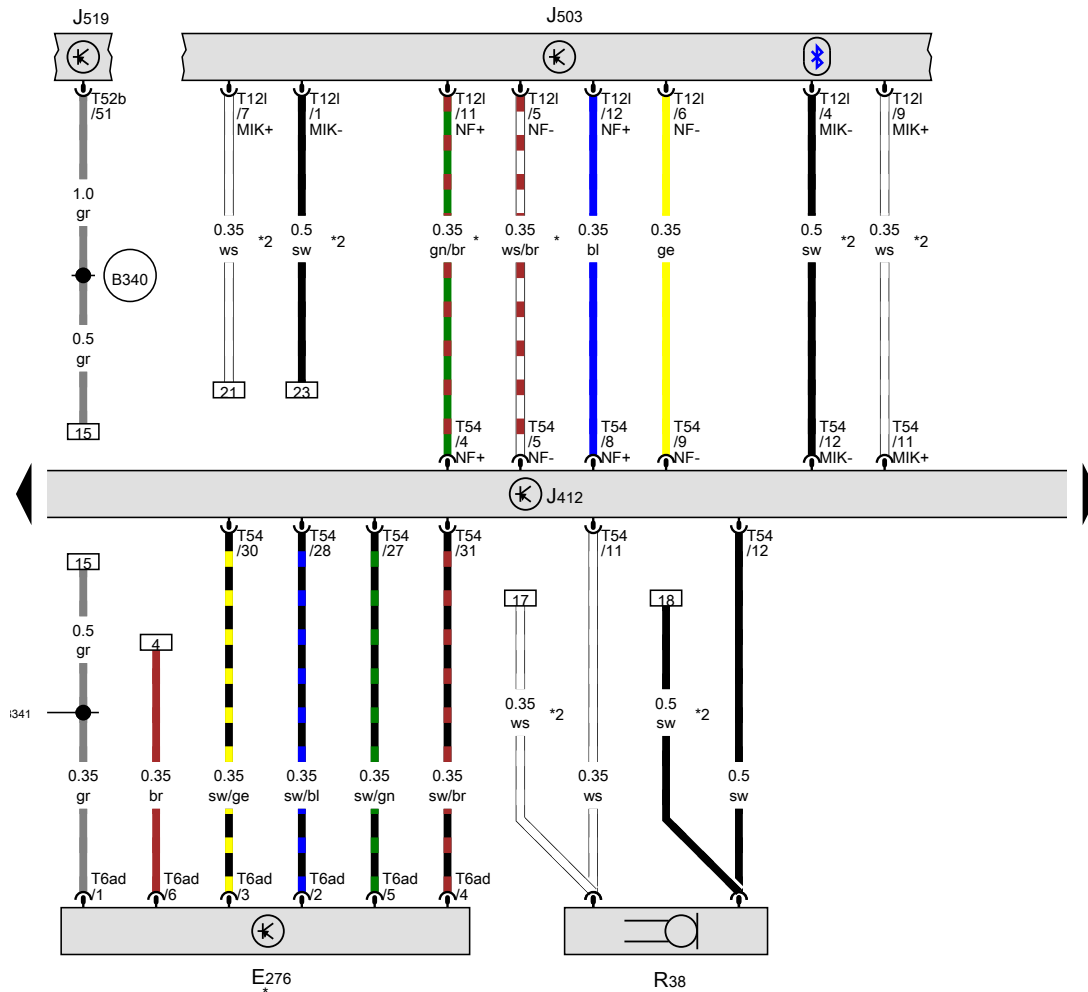 J519
J503
T52b
/51
T12l
/7
MIK+
T12l
/1
MIK-
T12l
/11
NF+
T12l
/5
NF-
T12l
/12
NF+
T12l
/6
NF-
T12l
/4
MIK-
T12l
/9
MIK+
1.0
gr
0.35
ws
*2
0.5
sw
*2
0.35
gn/br
*
0.35
ws/br
*
0.35
bl
0.35
ge
0.5
sw
*2
0.35
ws
*2
B340
0.5
gr
21
23
15
T54
/4
NF+
T54
/5
NF-
T54
/8
NF+
T54
/9
NF-
T54
/12
MIK-
T54
/11
MIK+
J412
T54
/30
T54
/28
T54
/27
T54
/31
T54
/11
T54
/12
15
17
18
0.5
gr
4
341
0.35
ws
*2
0.5
sw
*2
0.35
gr
0.35
br
0.35
sw/ge
0.35
sw/bl
0.35
sw/gn
0.35
sw/br
0.35
ws
0.5
sw
T6ad
/1
T6ad
/6
T6ad
/3
T6ad
/2
T6ad
/5
T6ad
/4
E276
*
R38